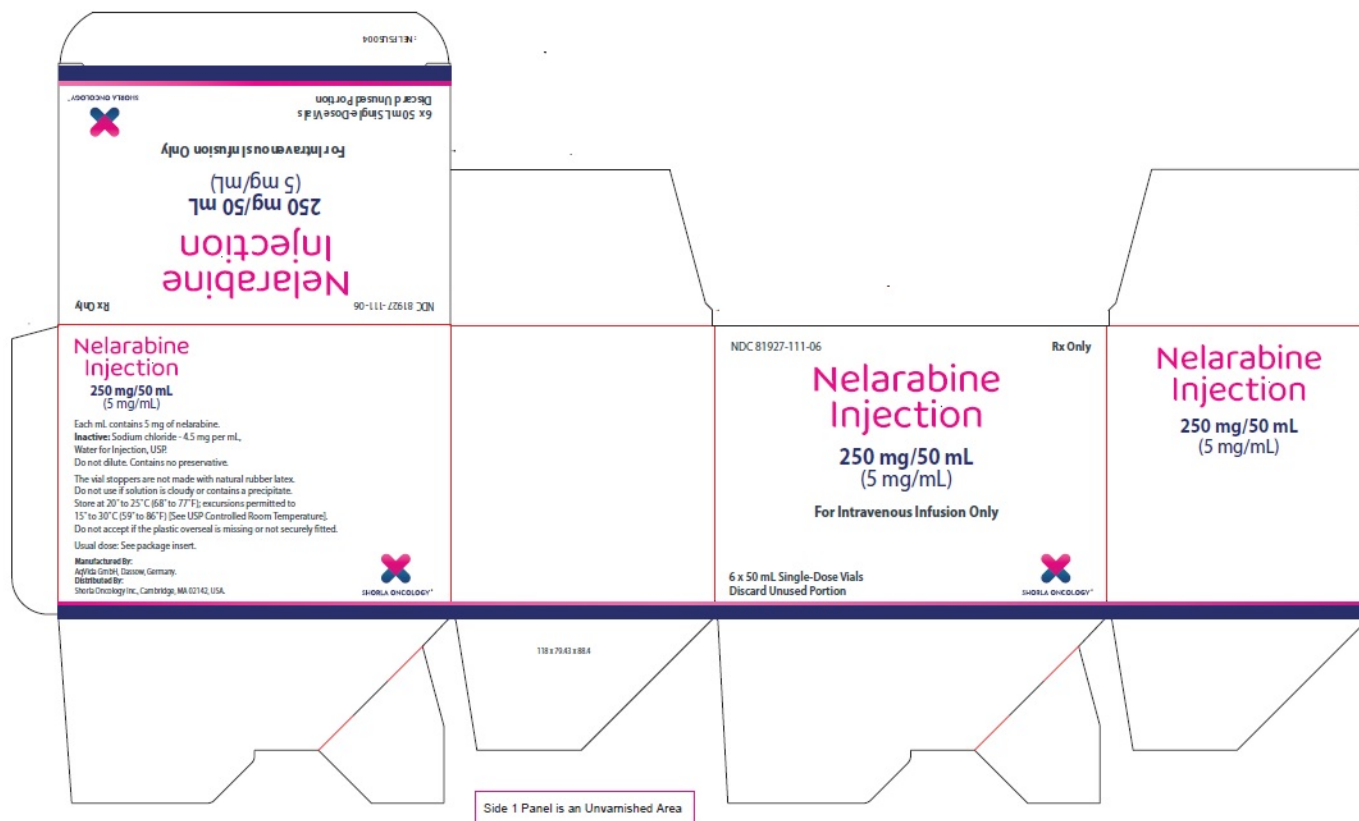 : NELFSUS004
SHORLA ONCOLOGY®
6x 50 mL Single-Dose Vials
Discard Unused Portion
For Intravenous Infusion Only
250 mg/50 mL
(5 mg/mL)
Nelarabine
Injection
NDC 81927-111-06
Rx Only
Nelarabine
Injection
250 mg/50 mL
(5 mg/mL)
Each mL contains 5 mg of nelarabine.
Inactive: Sodium chloride - 4.5 mg per mL,
Water for Injection, USP.
Do not dilute. Contains no preservative.
The vial stoppers are not made with natural rubber latex.
Do not use if solution is cloudy or contains a precipitate.
Store at 20˚ to 25˚C (68˚ to 77˚F); excursions permitted to
15˚ to 30˚C (59˚ to 86˚F) [See USP Controlled Room Temperature].
Do not accept if the plastic overseal is missing or not securely fitted.
Usual dose: See package insert.
Manufactured By:
AqVida GmbH, Dassow, Germany.
Distributed By:
Shorla Oncology Inc., Cambridge, MA 02142, USA.
SHORLA ONCOLOGY®
NDC 81927-111-06
Rx Only
Nelarabine
Injection
250 mg/50 mL
(5 mg/mL)
For Intravenous Infusion Only
6 x 50 mL Single-Dose Vials
Discard Unused Portion
SHORLA ONCOLOGY®
Nelarabine
Injection
250 mg/50 mL
(5 mg/mL)
118 x 79.43 x 88.4
Side 1 Panel is an Unvarnished Area